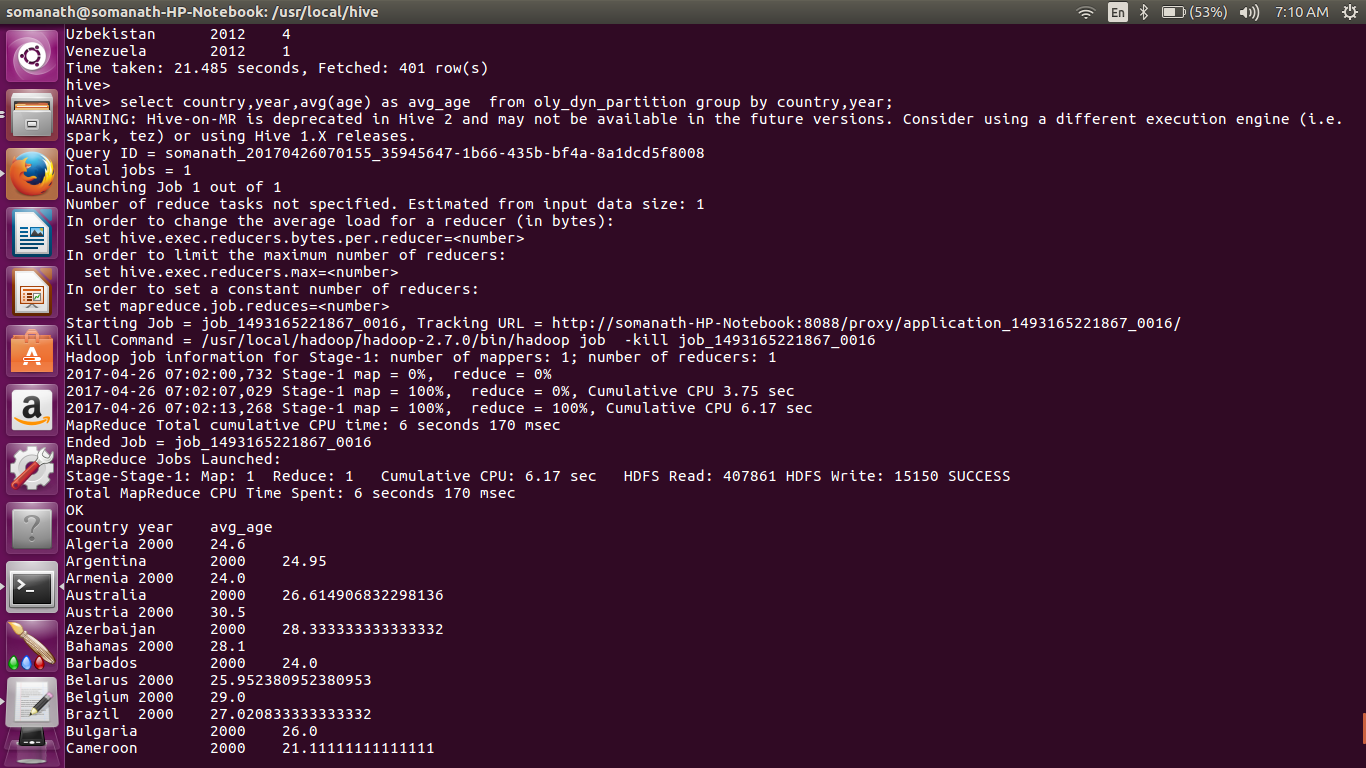 somanath@somanath-HP-Notebook: /usr/local/hive En (53%) 7:10 AM
Uzbekistan 2012 4
Venezuela 2012 1
Time taken: 21.485 seconds, Fetched: 401 row(s)
hive>
hive> select country,year,avg(age) as avg_age  from oly_dyn_partition group by country,year;
WARNING: Hive-on-MR is deprecated in Hive 2 and may not be available in the future versions. Consider using a different execution engine (i.e.
spark, tez) or using Hive 1.X releases.
Query ID = somanath_20170426070155_35945647-1b66-435b-bf4a-8a1dcd5f8008
Total jobs = 1
Launching Job 1 out of 1
Number of reduce tasks not specified. Estimated from input data size: 1
In order to change the average load for a reducer (in bytes):
  set hive.exec.reducers.bytes.per.reducer=<number>
In order to limit the maximum number of reducers:
  set hive.exec.reducers.max=<number>
In order to set a constant number of reducers:
  set mapreduce.job.reduces=<number>
Starting Job = job_1493165221867_0016, Tracking URL = http://somanath-HP-Notebook:8088/proxy/application_1493165221867_0016/
Kill Command = /usr/local/hadoop/hadoop-2.7.0/bin/hadoop job  -kill job_1493165221867_0016
Hadoop job information for Stage-1: number of mappers: 1; number of reducers: 1
2017-04-26 07:02:00,732 Stage-1 map = 0%,  reduce = 0%
2017-04-26 07:02:07,029 Stage-1 map = 100%,  reduce = 0%, Cumulative CPU 3.75 sec
2017-04-26 07:02:13,268 Stage-1 map = 100%,  reduce = 100%, Cumulative CPU 6.17 sec
MapReduce Total cumulative CPU time: 6 seconds 170 msec
Ended Job = job_1493165221867_0016
MapReduce Jobs Launched:
Stage-Stage-1: Map: 1  Reduce: 1   Cumulative CPU: 6.17 sec   HDFS Read: 407861 HDFS Write: 15150 SUCCESS
Total MapReduce CPU Time Spent: 6 seconds 170 msec
OK
country year avg_age
Algeria 2000 24.6
Argentina 2000 24.95
Armenia 2000 24.0
Australia 2000 26.614906832298136
Austria 2000 30.5
Azerbaijan 2000 28.333333333333332
Bahamas 2000 28.1
Barbados 2000 24.0
Belarus 2000 25.952380952380953
Belgium 2000 29.0
Brazil 2000 27.020833333333332
Bulgaria 2000 26.0
Cameroon 2000 21.11111111111111